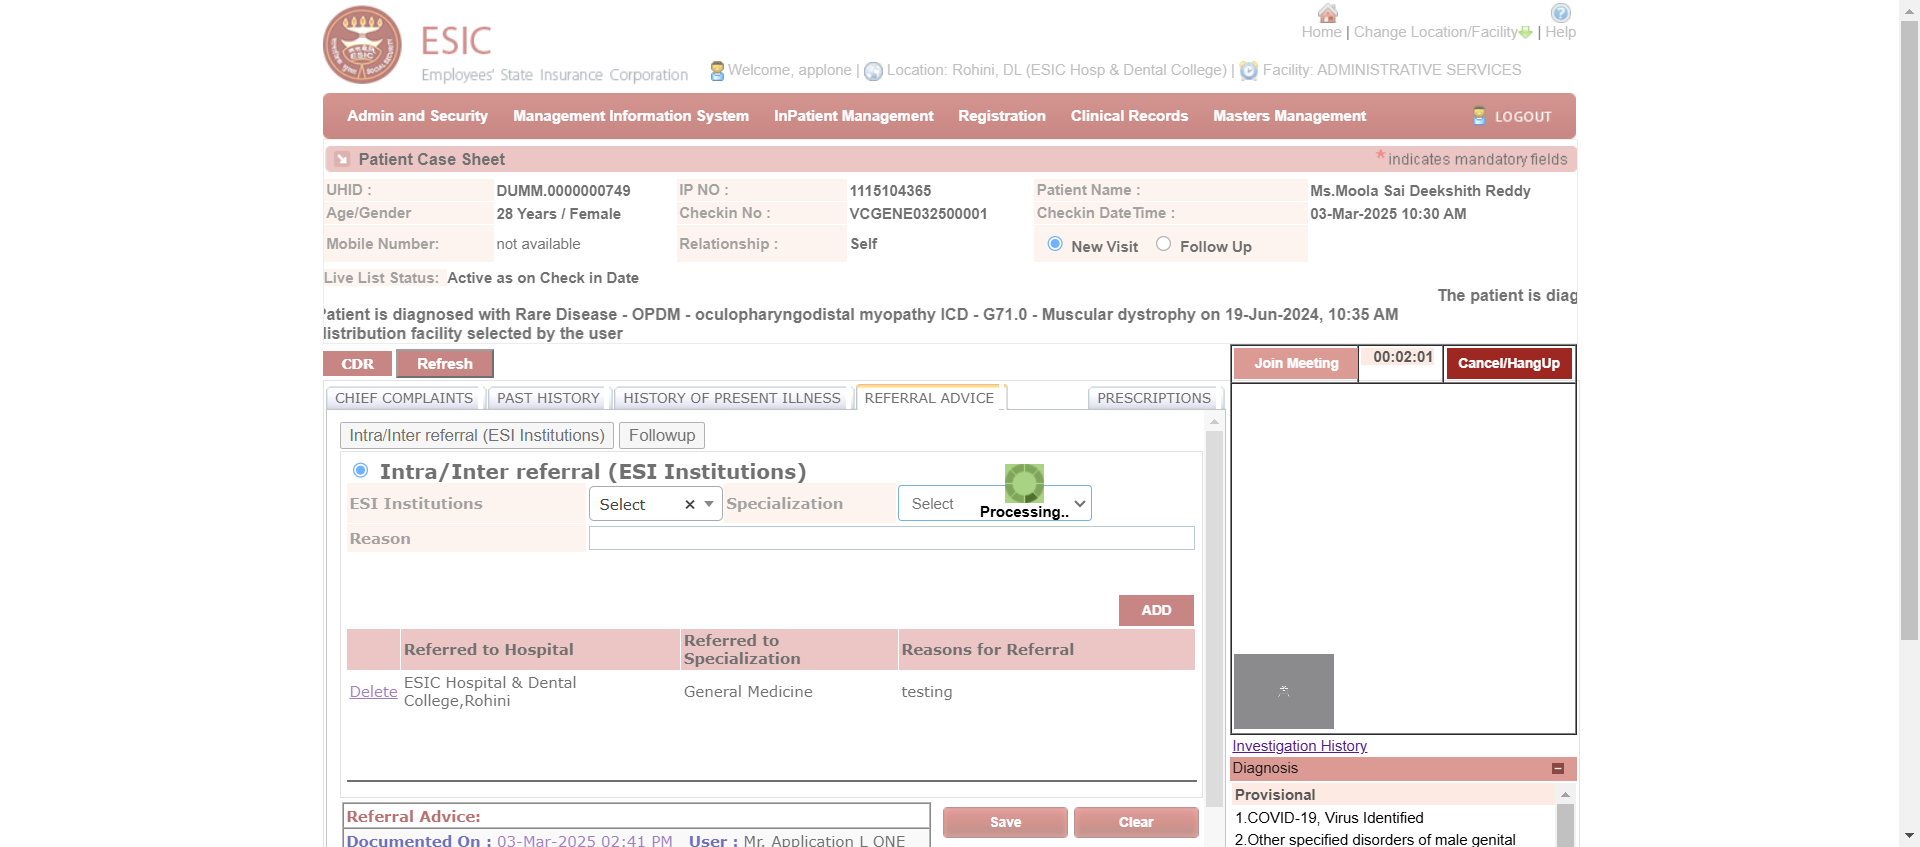 Home | Change Location/Facility | Help
ESIC
Employees' State Insurance Corporation
Welcome, applone | Location: Rohini, DL (ESIC Hosp & Dental College) | Facility: ADMINISTRATIVE SERVICES
Admin and Security Management Information System InPatient Management Registration Clinical Records Masters Management LOGOUT
Patient Case Sheet * indicates mandatory fields
UHID : DUMM.0000000749 IP NO : 1115104365 Patient Name : Ms.Moola Sai Deekshith Reddy
Age/Gender 28 Years / Female Checkin No : VCGENE032500001 Checkin DateTime : 03-Mar-2025 10:30 AM
Mobile Number: not available Relationship : Self New Visit Follow Up
Live List Status: Active as on Check in Date
The patient is diag
Patient is diagnosed with Rare Disease - OPDM - oculopharyngodistal myopathy ICD - G71.0 - Muscular dystrophy on 19-Jun-2024, 10:35 AM
distribution facility selected by the user
CDR Refresh
Join Meeting 00:02:01 Cancel/HangUp
CHIEF COMPLAINTS PAST HISTORY HISTORY OF PRESENT ILLNESS REFERRAL ADVICE PRESCRIPTIONS
Intra/Inter referral (ESI Institutions) Followup
Intra/Inter referral (ESI Institutions)
ESI Institutions Select × Specialization Select
Processing..
Reason
ADD
Referred to Hospital Referred to Specialization Reasons for Referral
Delete ESIC Hospital & Dental College,Rohini General Medicine testing
Referral Advice:
Save Clear
Documented On : 03-Mar-2025 02:41 PM User : Mr. Application L ONE
Investigation History
Diagnosis
Provisional
1.COVID-19, Virus Identified
2.Other specified disorders of male genital